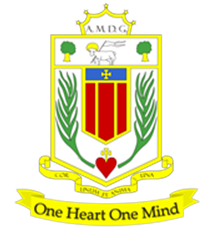 A.M.D.G.
COR UNUM ET ANIMA UNA
One Heart One Mind